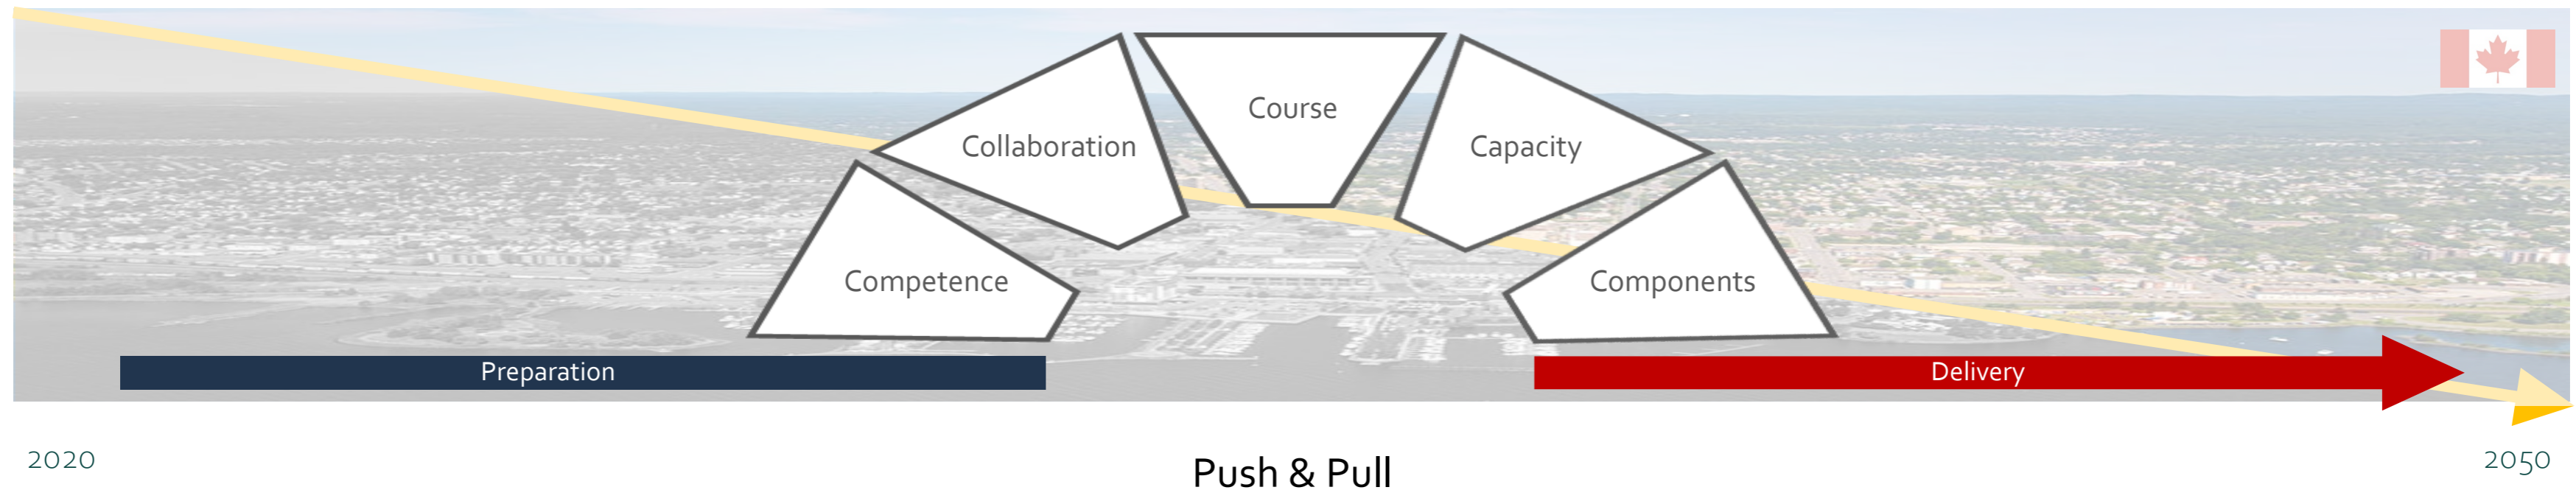 Course
Collaboration
Capacity
Competence
Components
Preparation
Delivery
2020
Push & Pull
2050